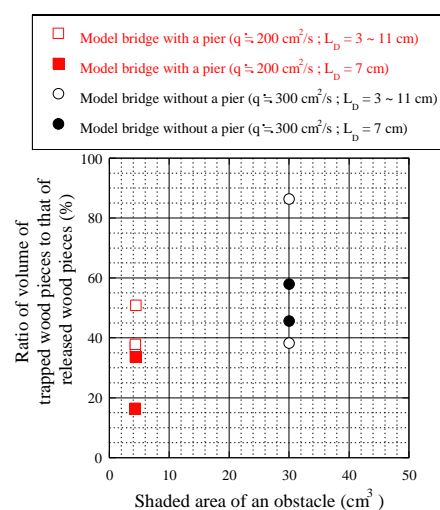 Model bridge with a pier (q ≒ 200 cm²/s ; L_D = 3 ~ 11 cm)
Model bridge with a pier (q ≒ 200 cm²/s ; L_D = 7 cm)
Model bridge without a pier (q ≒ 300 cm²/s ; L_D = 3 ~ 11 cm)
Model bridge without a pier (q ≒ 300 cm²/s ; L_D = 7 cm)
100
80
60
40
20
0
0 10 20 30 40 50
Ratio of volume of
trapped wood pieces to that of
released wood pieces (%)
Shaded area of an obstacle (cm³)